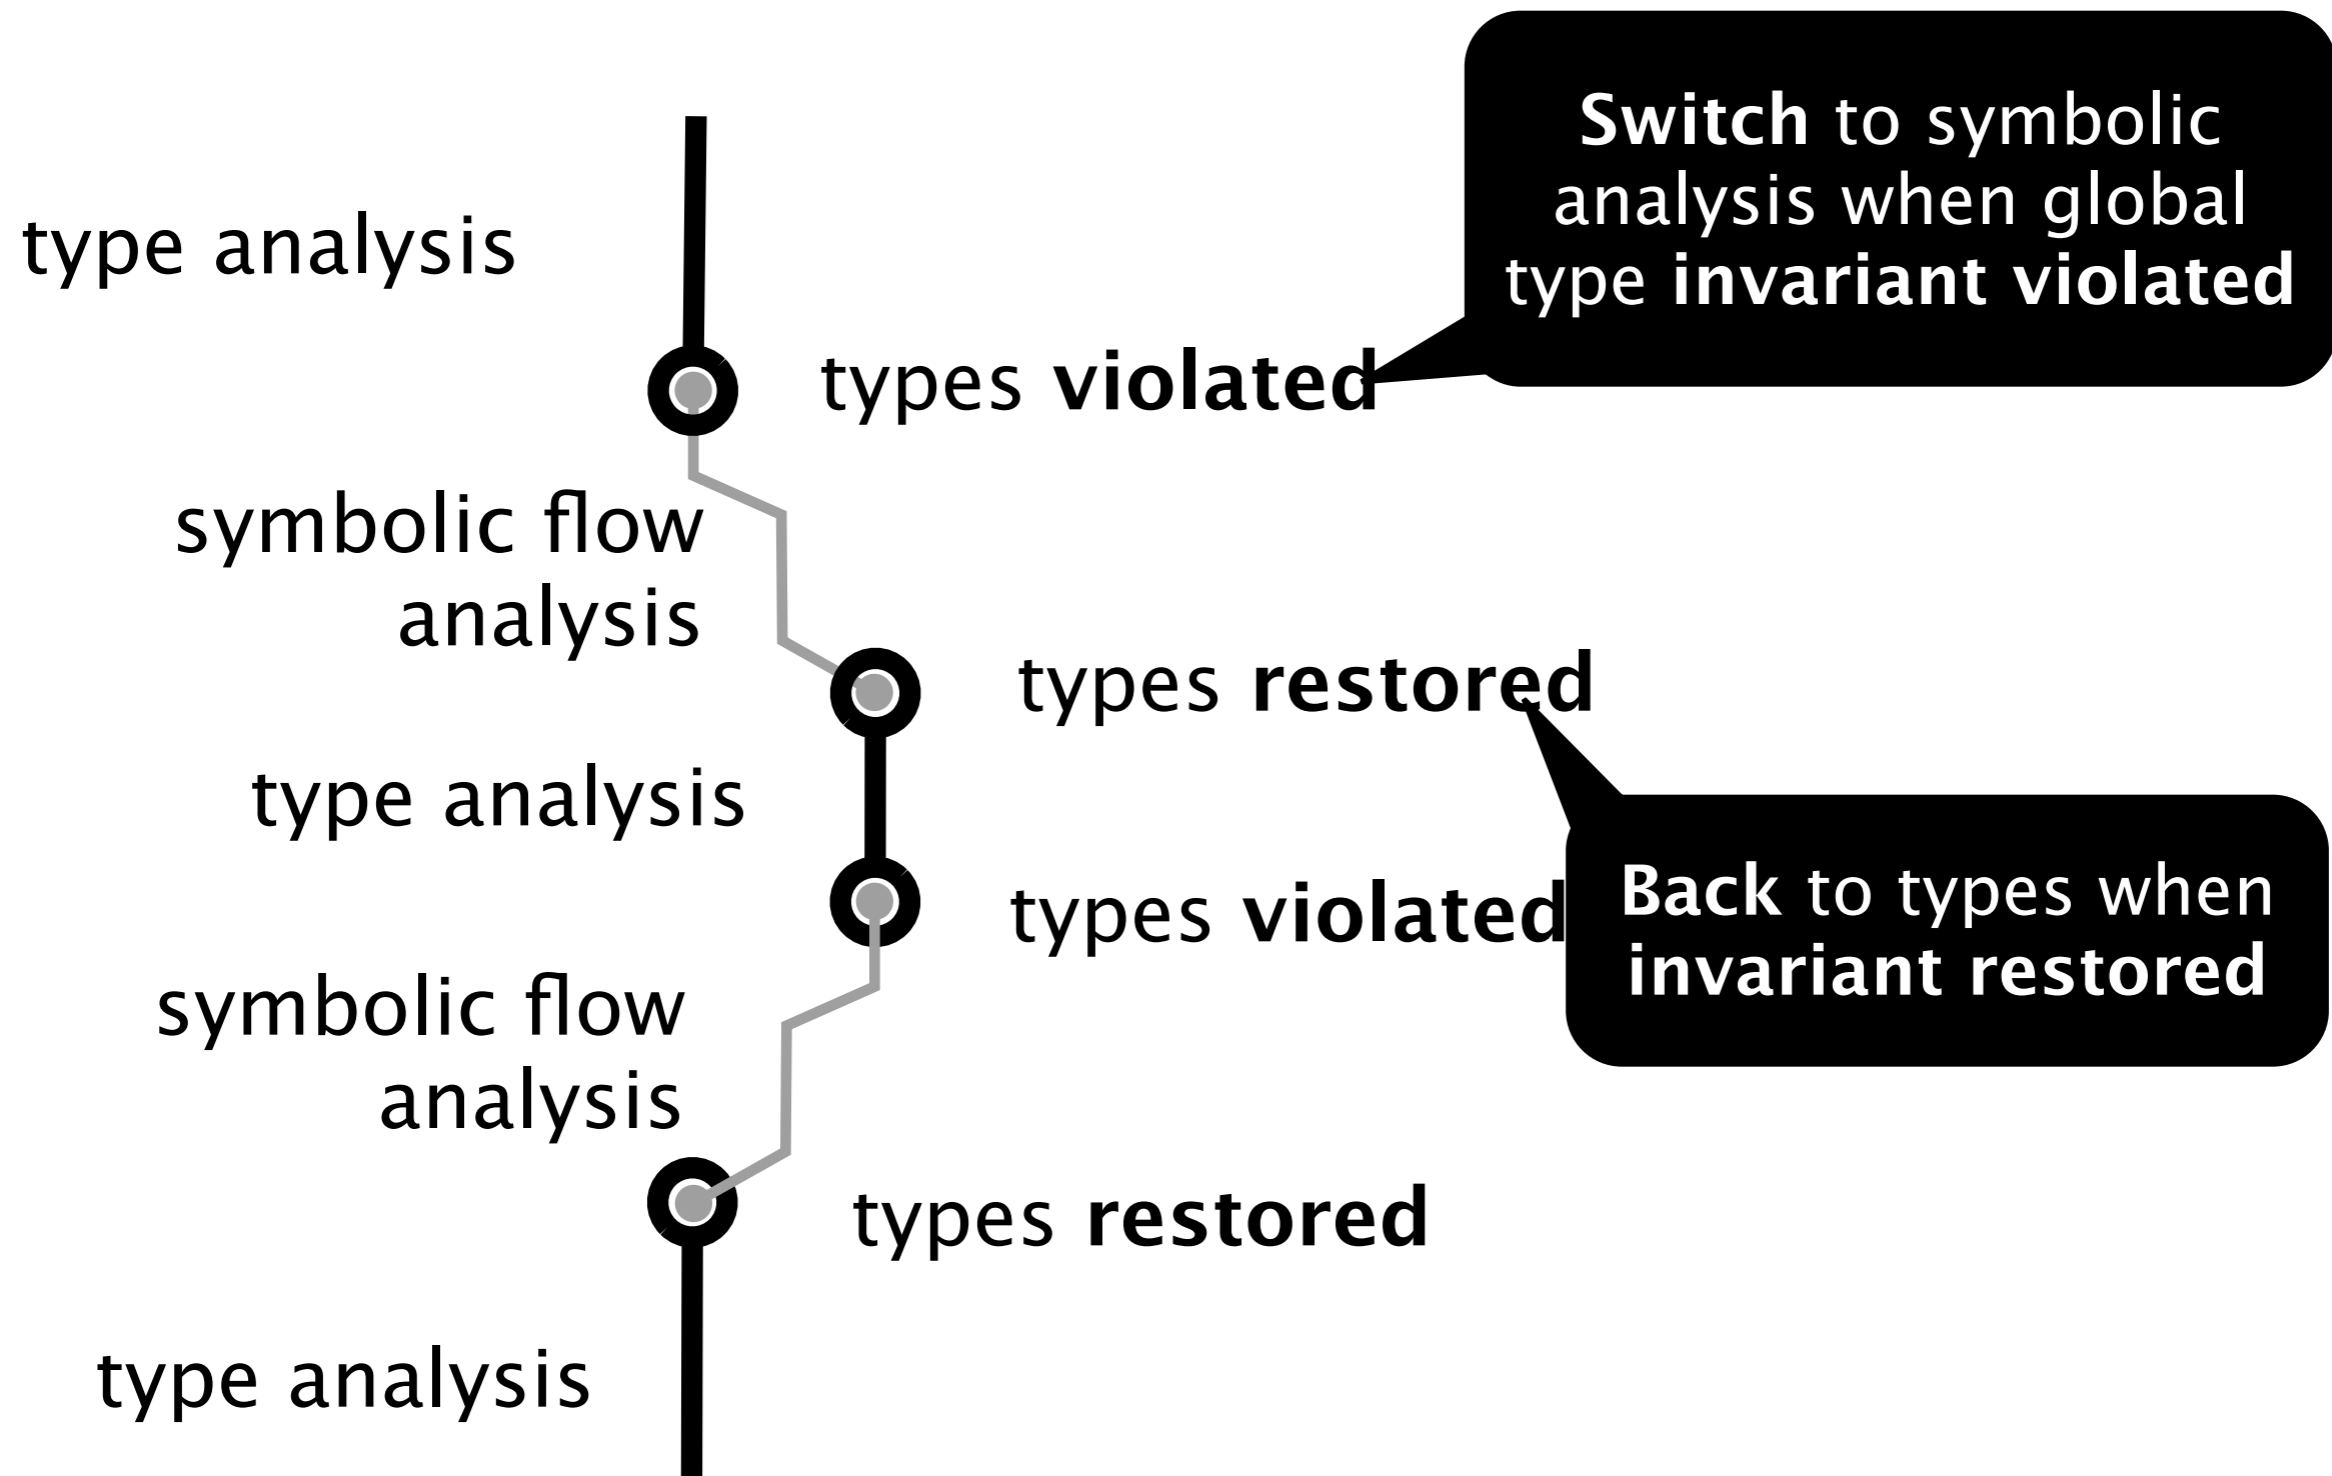 Switch to symbolic
analysis when global
type invariant violated
type analysis
types violated
symbolic flow
analysis
types restored
type analysis
Back to types when
invariant restored
types violated
symbolic flow
analysis
types restored
type analysis